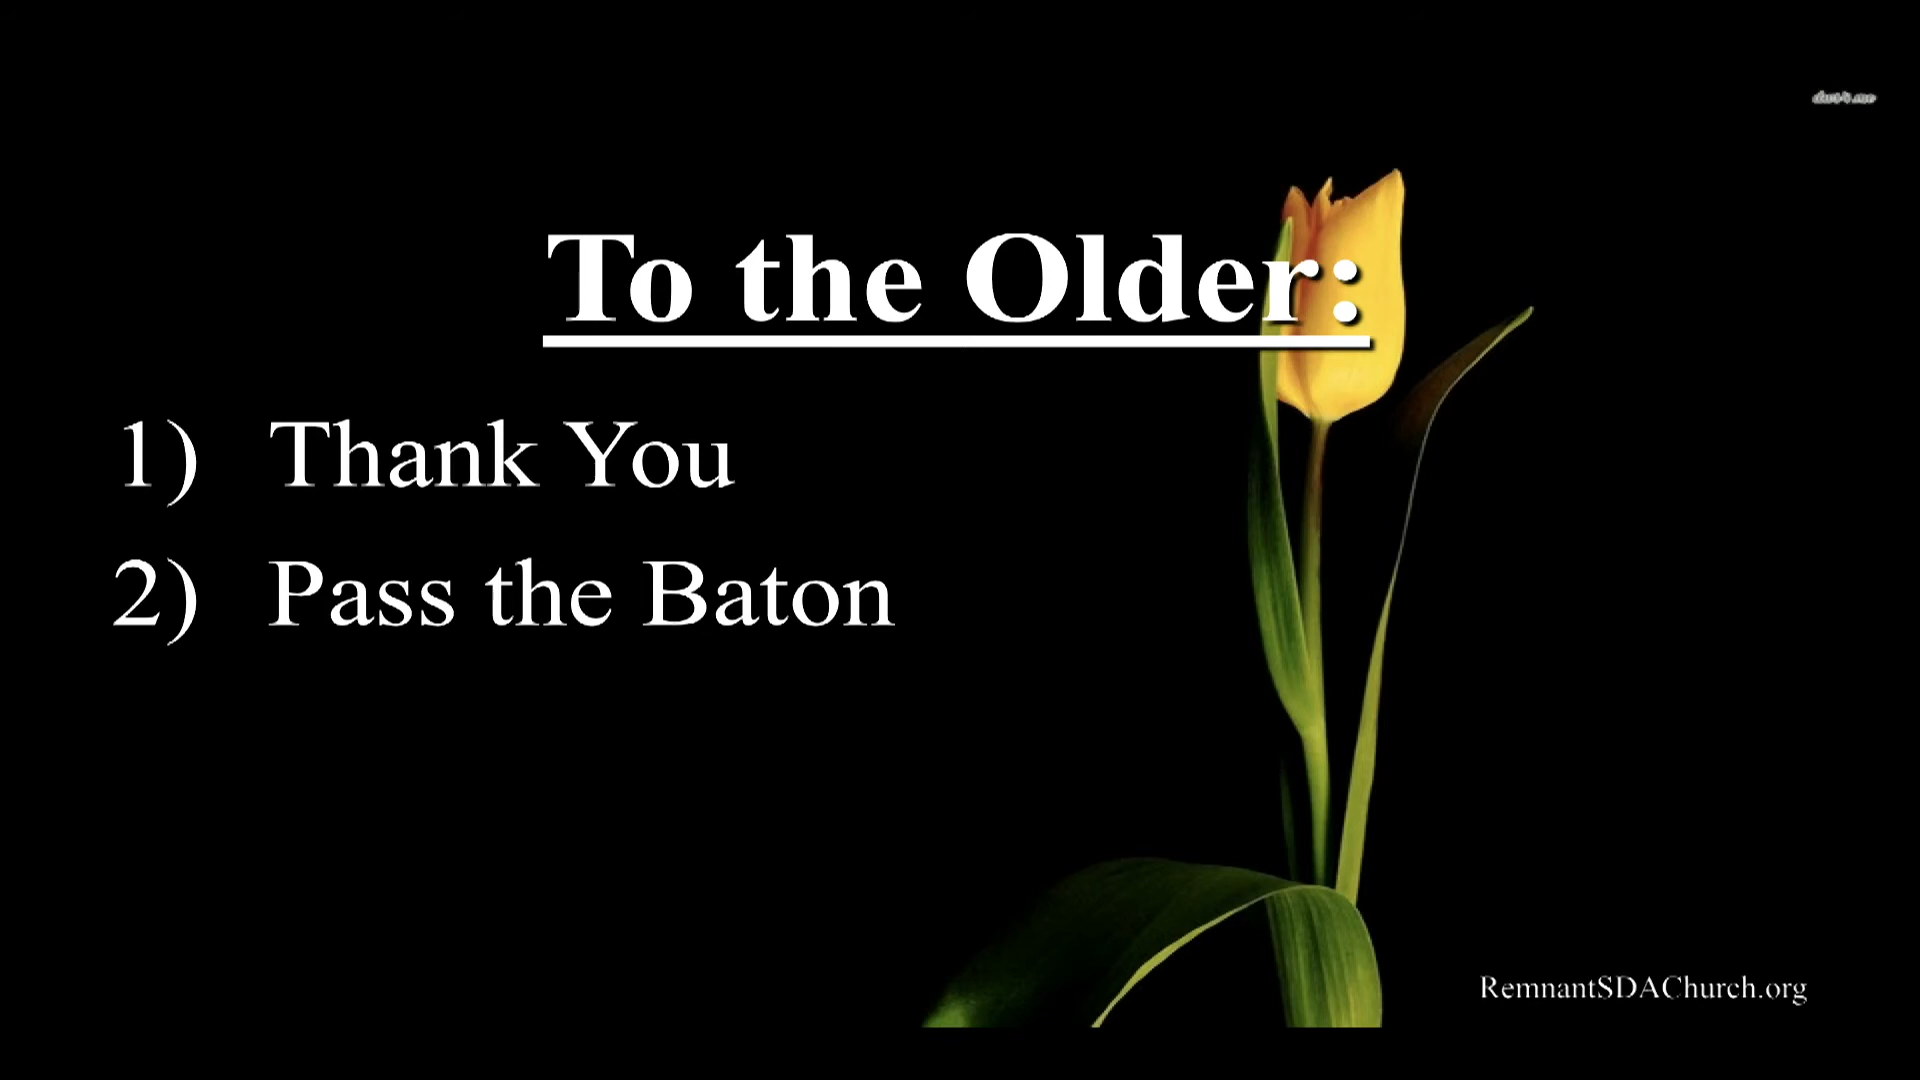 To the Older:
1) Thank You
2) Pass the Baton
RemnantSDAChurch.org